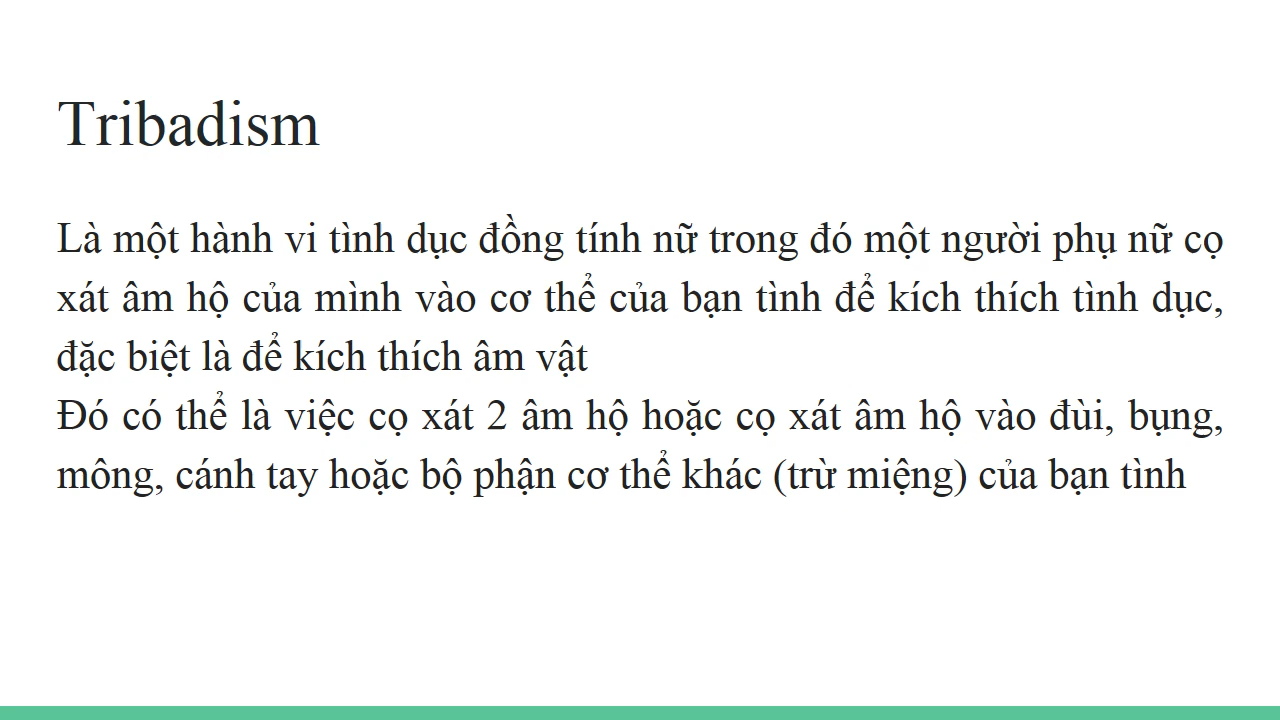 Tribadism
Là một hành vi tình dục đồng tính nữ trong đó một người phụ nữ cọ
xát âm hộ của mình vào cơ thể của bạn tình để kích thích tình dục,
đặc biệt là để kích thích âm vật
Đó có thể là việc cọ xát 2 âm hộ hoặc cọ xát âm hộ vào đùi, bụng,
mông, cánh tay hoặc bộ phận cơ thể khác (trừ miệng) của bạn tình